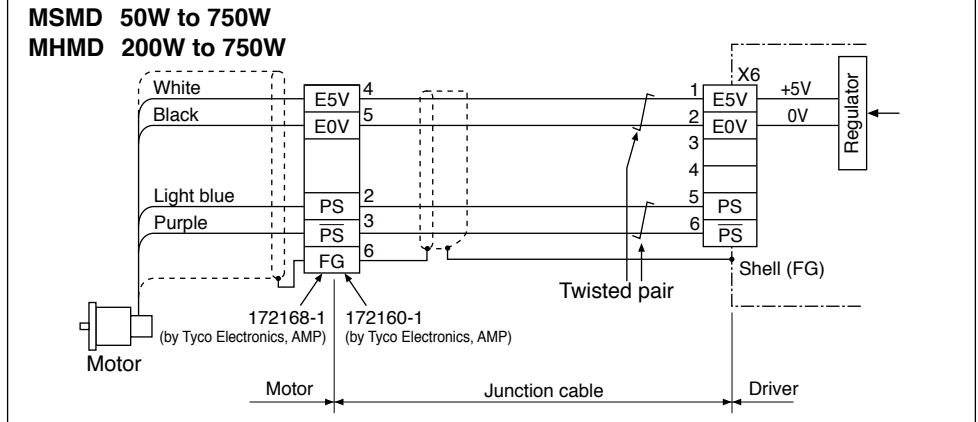 MSMD 50W to 750W
MHMD 200W to 750W
White
4
1
X6
E5V
E5V
+5V
Black
5
2
E0V
E0V
0V
Regulator
3
4
Light blue
2
5
PS
PS
Purple
3
6
P̅S̅
P̅S̅
6
FG
Shell (FG)
Twisted pair
172168-1
172160-1
(by Tyco Electronics, AMP)
(by Tyco Electronics, AMP)
Motor
Motor
Junction cable
Driver